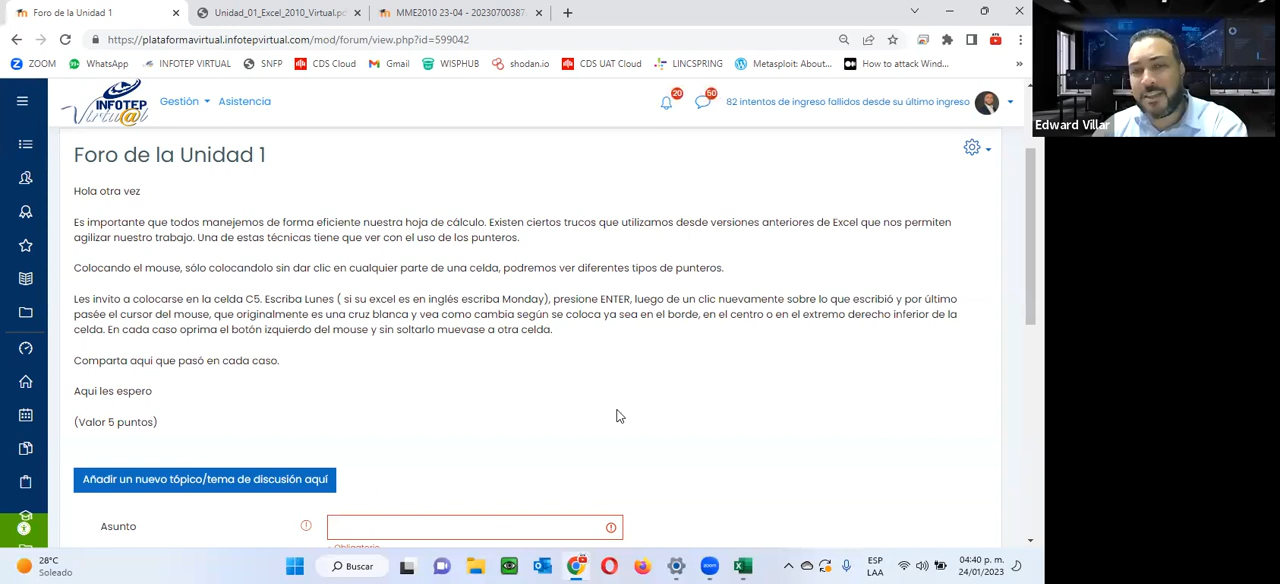 Foro de la Unidad 1
Unidad_01_Excel_2010_Virtual.pc
MME2010 23-04 - 20230700387
https://plataformavirtual.infotepvirtual.com/mod/forum/view.php?id=599042
ZOOM
WhatsApp
INFOTEP VIRTUAL
SNFP
CDS Cloud
Gmail
WISPHUB
shodan.io
CDS UAT Cloud
LINCSPRING
Metasploit: About...
How to attack Wind...
»
INFOTEP
Virtu@l
Gestión
Asistencia
20
50
82 intentos de ingreso fallidos desde su último ingreso
Edward Villar
Foro de la Unidad 1
Hola otra vez
Es importante que todos manejemos de forma eficiente nuestra hoja de cálculo. Existen ciertos trucos que utilizamos desde versiones anteriores de Excel que nos permiten
agilizar nuestro trabajo. Una de estas técnicas tiene que ver con el uso de los punteros.
Colocando el mouse, sólo colocandolo sin dar clic en cualquier parte de una celda, podremos ver diferentes tipos de punteros.
Les invito a colocarse en la celda C5. Escriba Lunes ( si su excel es en inglés escriba Monday), presione ENTER, luego de un clic nuevamente sobre lo que escribió y por último
pasée el cursor del mouse, que originalmente es una cruz blanca y vea como cambia según se coloca ya sea en el borde, en el centro o en el extremo derecho inferior de la
celda. En cada caso oprima el botón izquierdo del mouse y sin soltarlo muevase a otra celda.
Comparta aqui que pasó en cada caso.
Aqui les espero
(Valor 5 puntos)
Añadir un nuevo tópico/tema de discusión aquí
Asunto
- Obligatorio
28°C
Soleado
Buscar
zoom
ESP
LAA
04:40 p. m.
24/01/2023